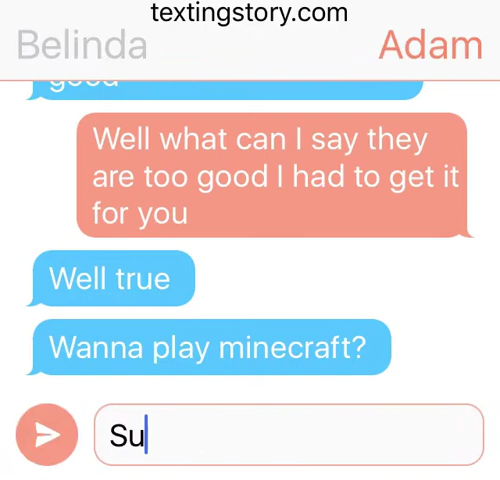 textingstory.com
Belinda Adam
good
Well what can I say they
are too good I had to get it
for you
Well true
Wanna play minecraft?
Su